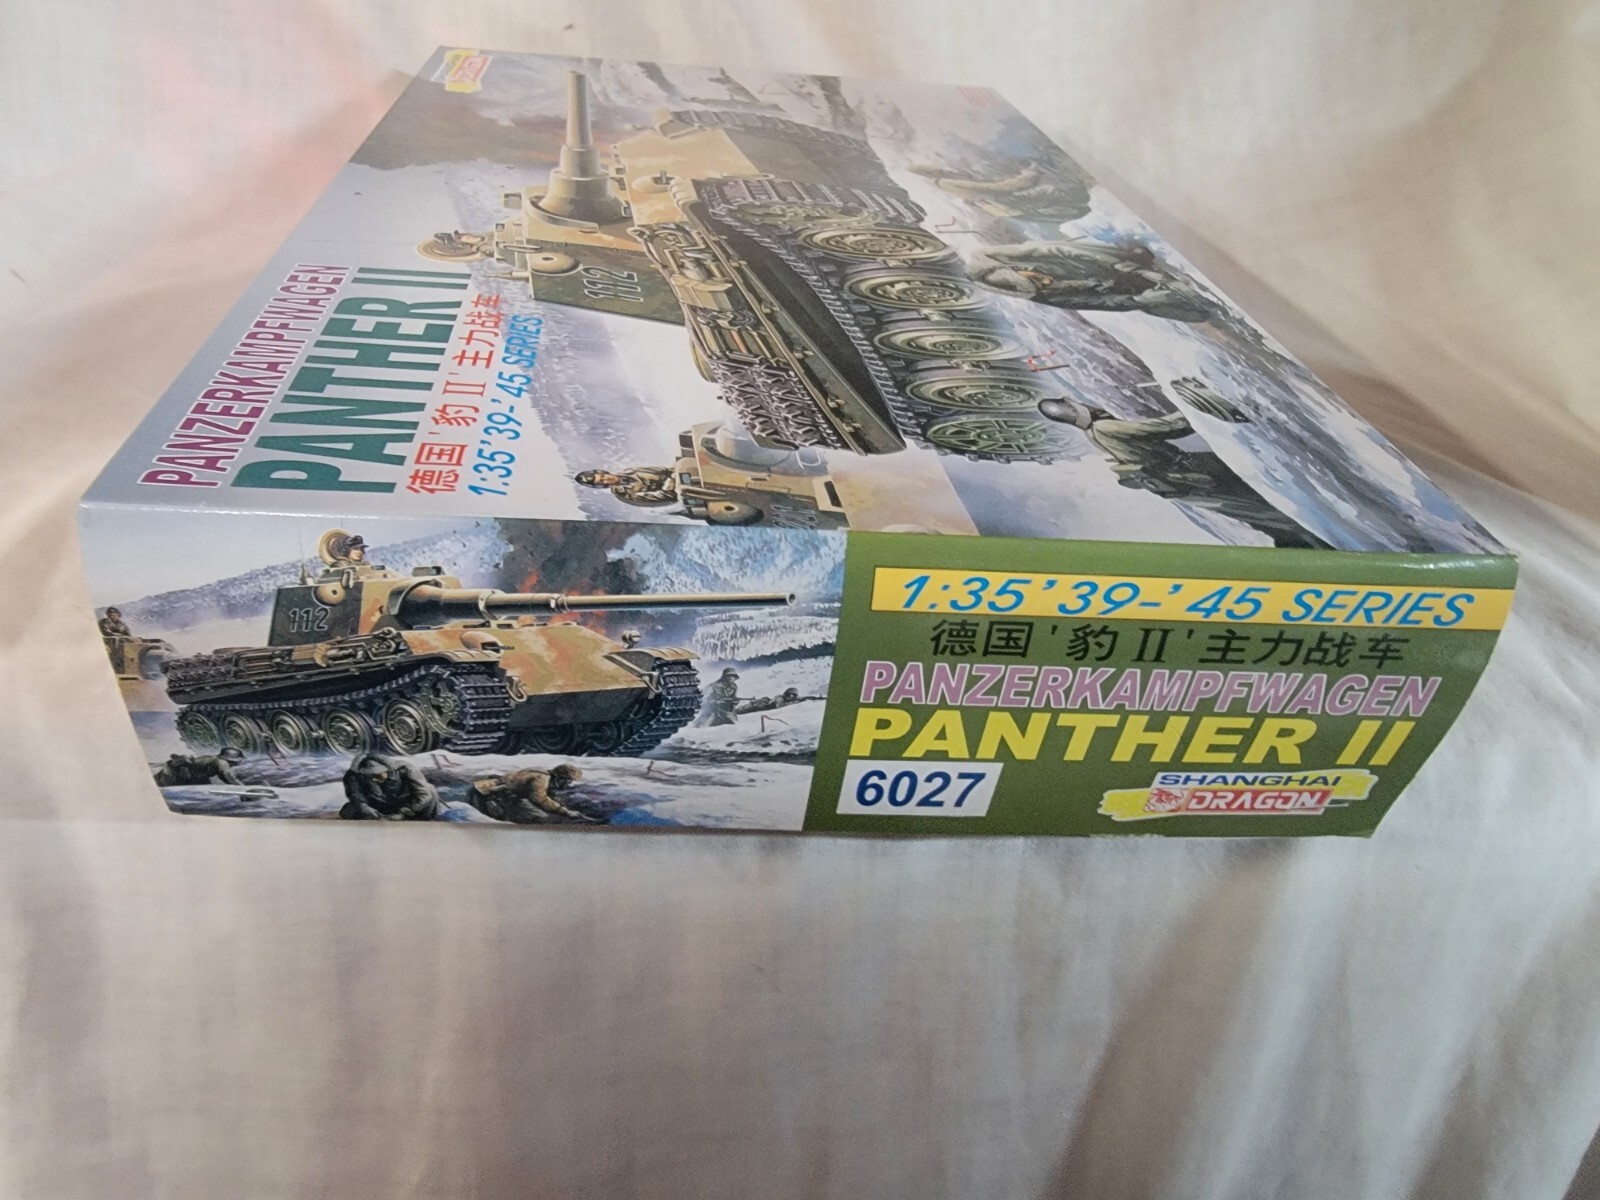 PANZERKAMPFWAGEN
PANTHER II
德国'豹II'主力战车
1:35'39-'45 SERIES
112
112
1:35'39-'45 SERIES
德国'豹II'主力战车
PANZERKAMPFWAGEN
PANTHER II
6027
SHANGHAI
DRAGON